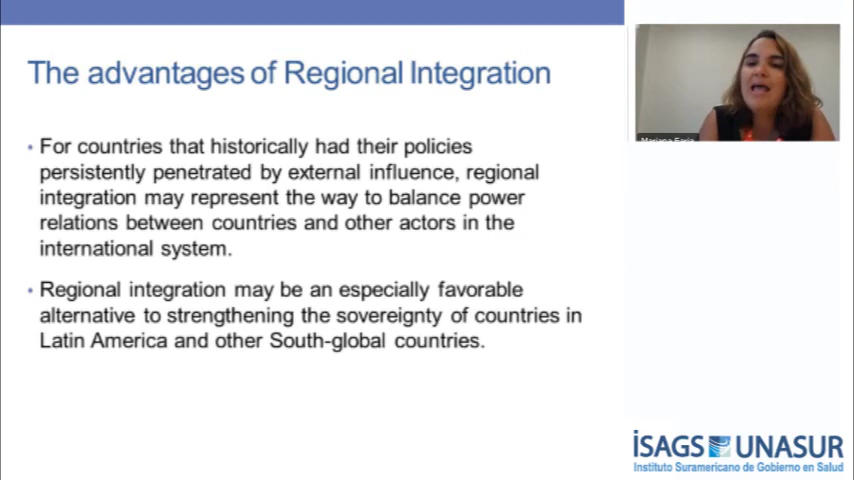 The advantages of Regional Integration
• For countries that historically had their policies
persistently penetrated by external influence, regional
integration may represent the way to balance power
relations between countries and other actors in the
international system.
• Regional integration may be an especially favorable
alternative to strengthening the sovereignty of countries in
Latin America and other South-global countries.
Mariana Faria
ISAGS UNASUR
Instituto Suramericano de Gobierno en Salud